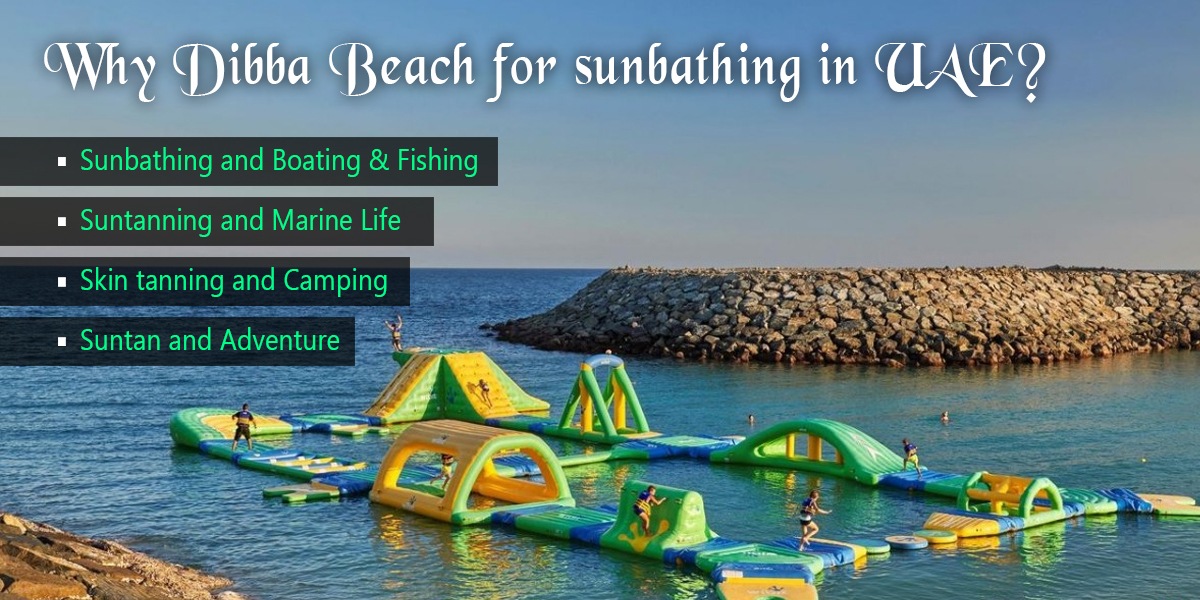 Why Dibba Beach for sunbathing in UAE?
Sunbathing and Boating & Fishing
Suntanning and Marine Life
Skin tanning and Camping
Suntan and Adventure